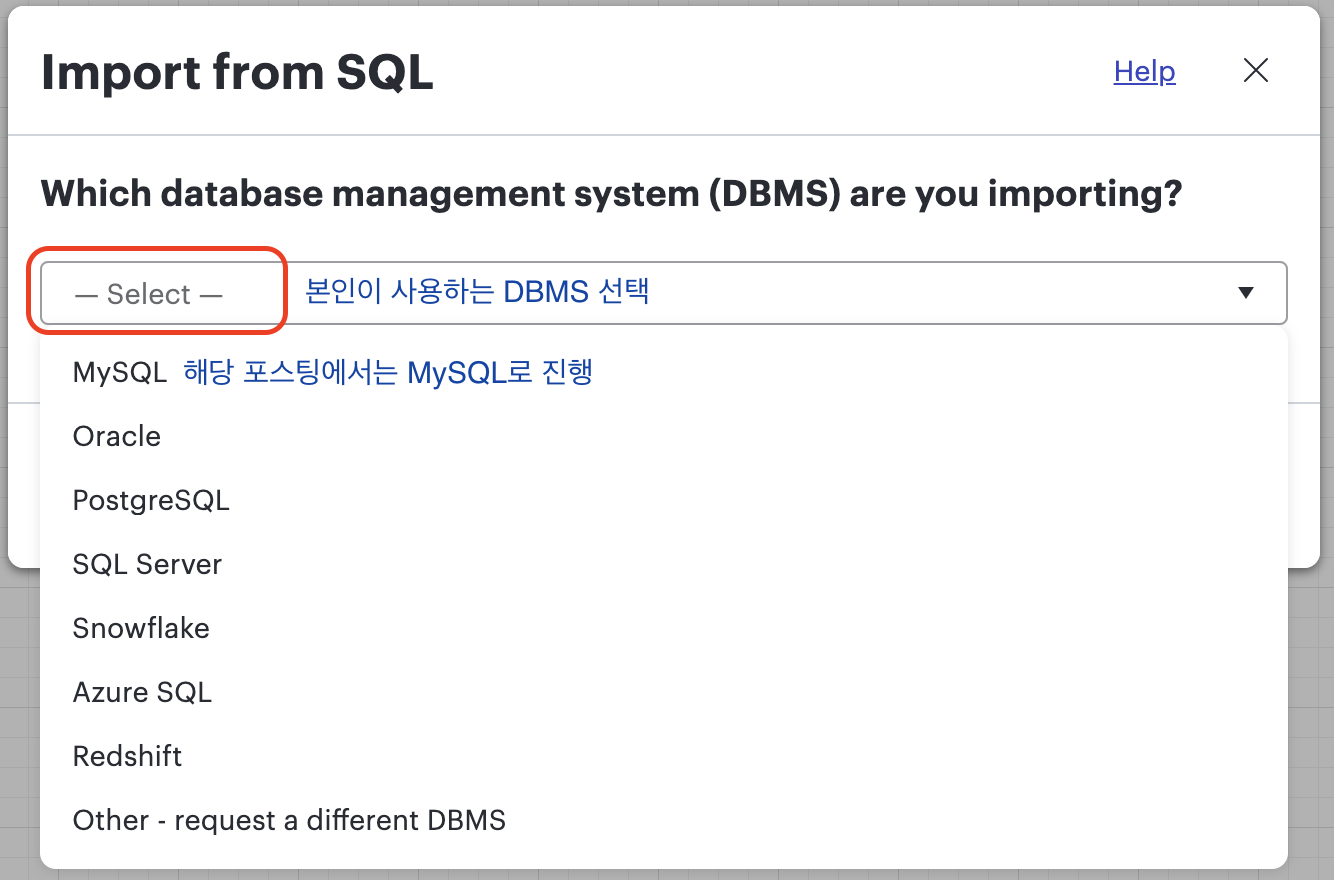 Import from SQL
Help
Which database management system (DBMS) are you importing?
— Select — 본인이 사용하는 DBMS 선택
MySQL 해당 포스팅에서는 MySQL로 진행
Oracle
PostgreSQL
SQL Server
Snowflake
Azure SQL
Redshift
Other - request a different DBMS